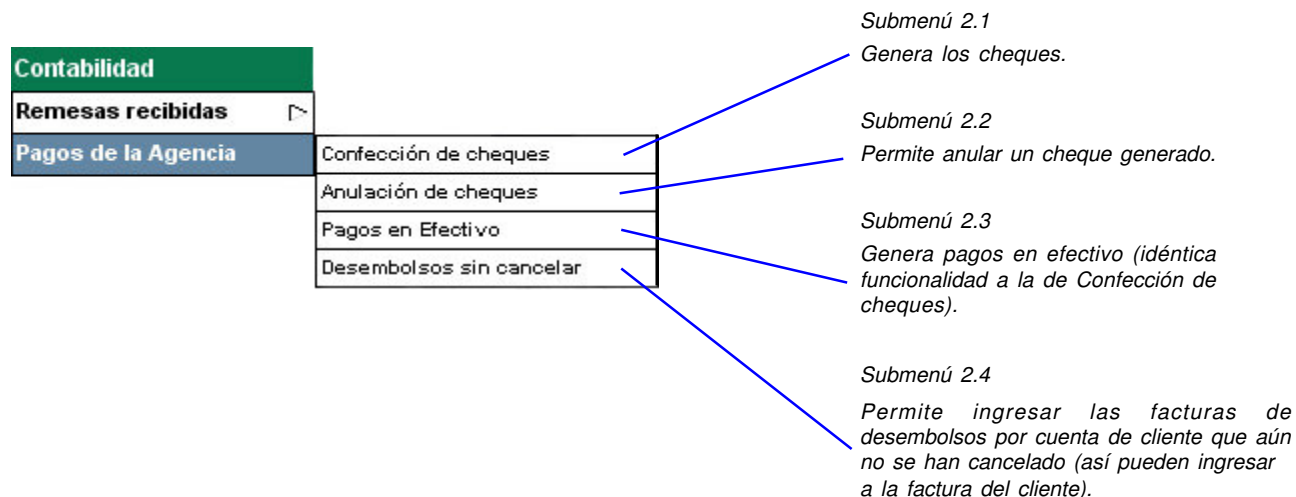 Contabilidad
Remesas recibidas
Pagos de la Agencia
Confección de cheques
Anulación de cheques
Pagos en Efectivo
Desembolsos sin cancelar
Submenú 2.1
Genera los cheques.
Submenú 2.2
Permite anular un cheque generado.
Submenú 2.3
Genera pagos en efectivo (idéntica
funcionalidad a la de Confección de
cheques).
Submenú 2.4
Permite ingresar las facturas de
desembolsos por cuenta de cliente que aún
no se han cancelado (así pueden ingresar
a la factura del cliente).